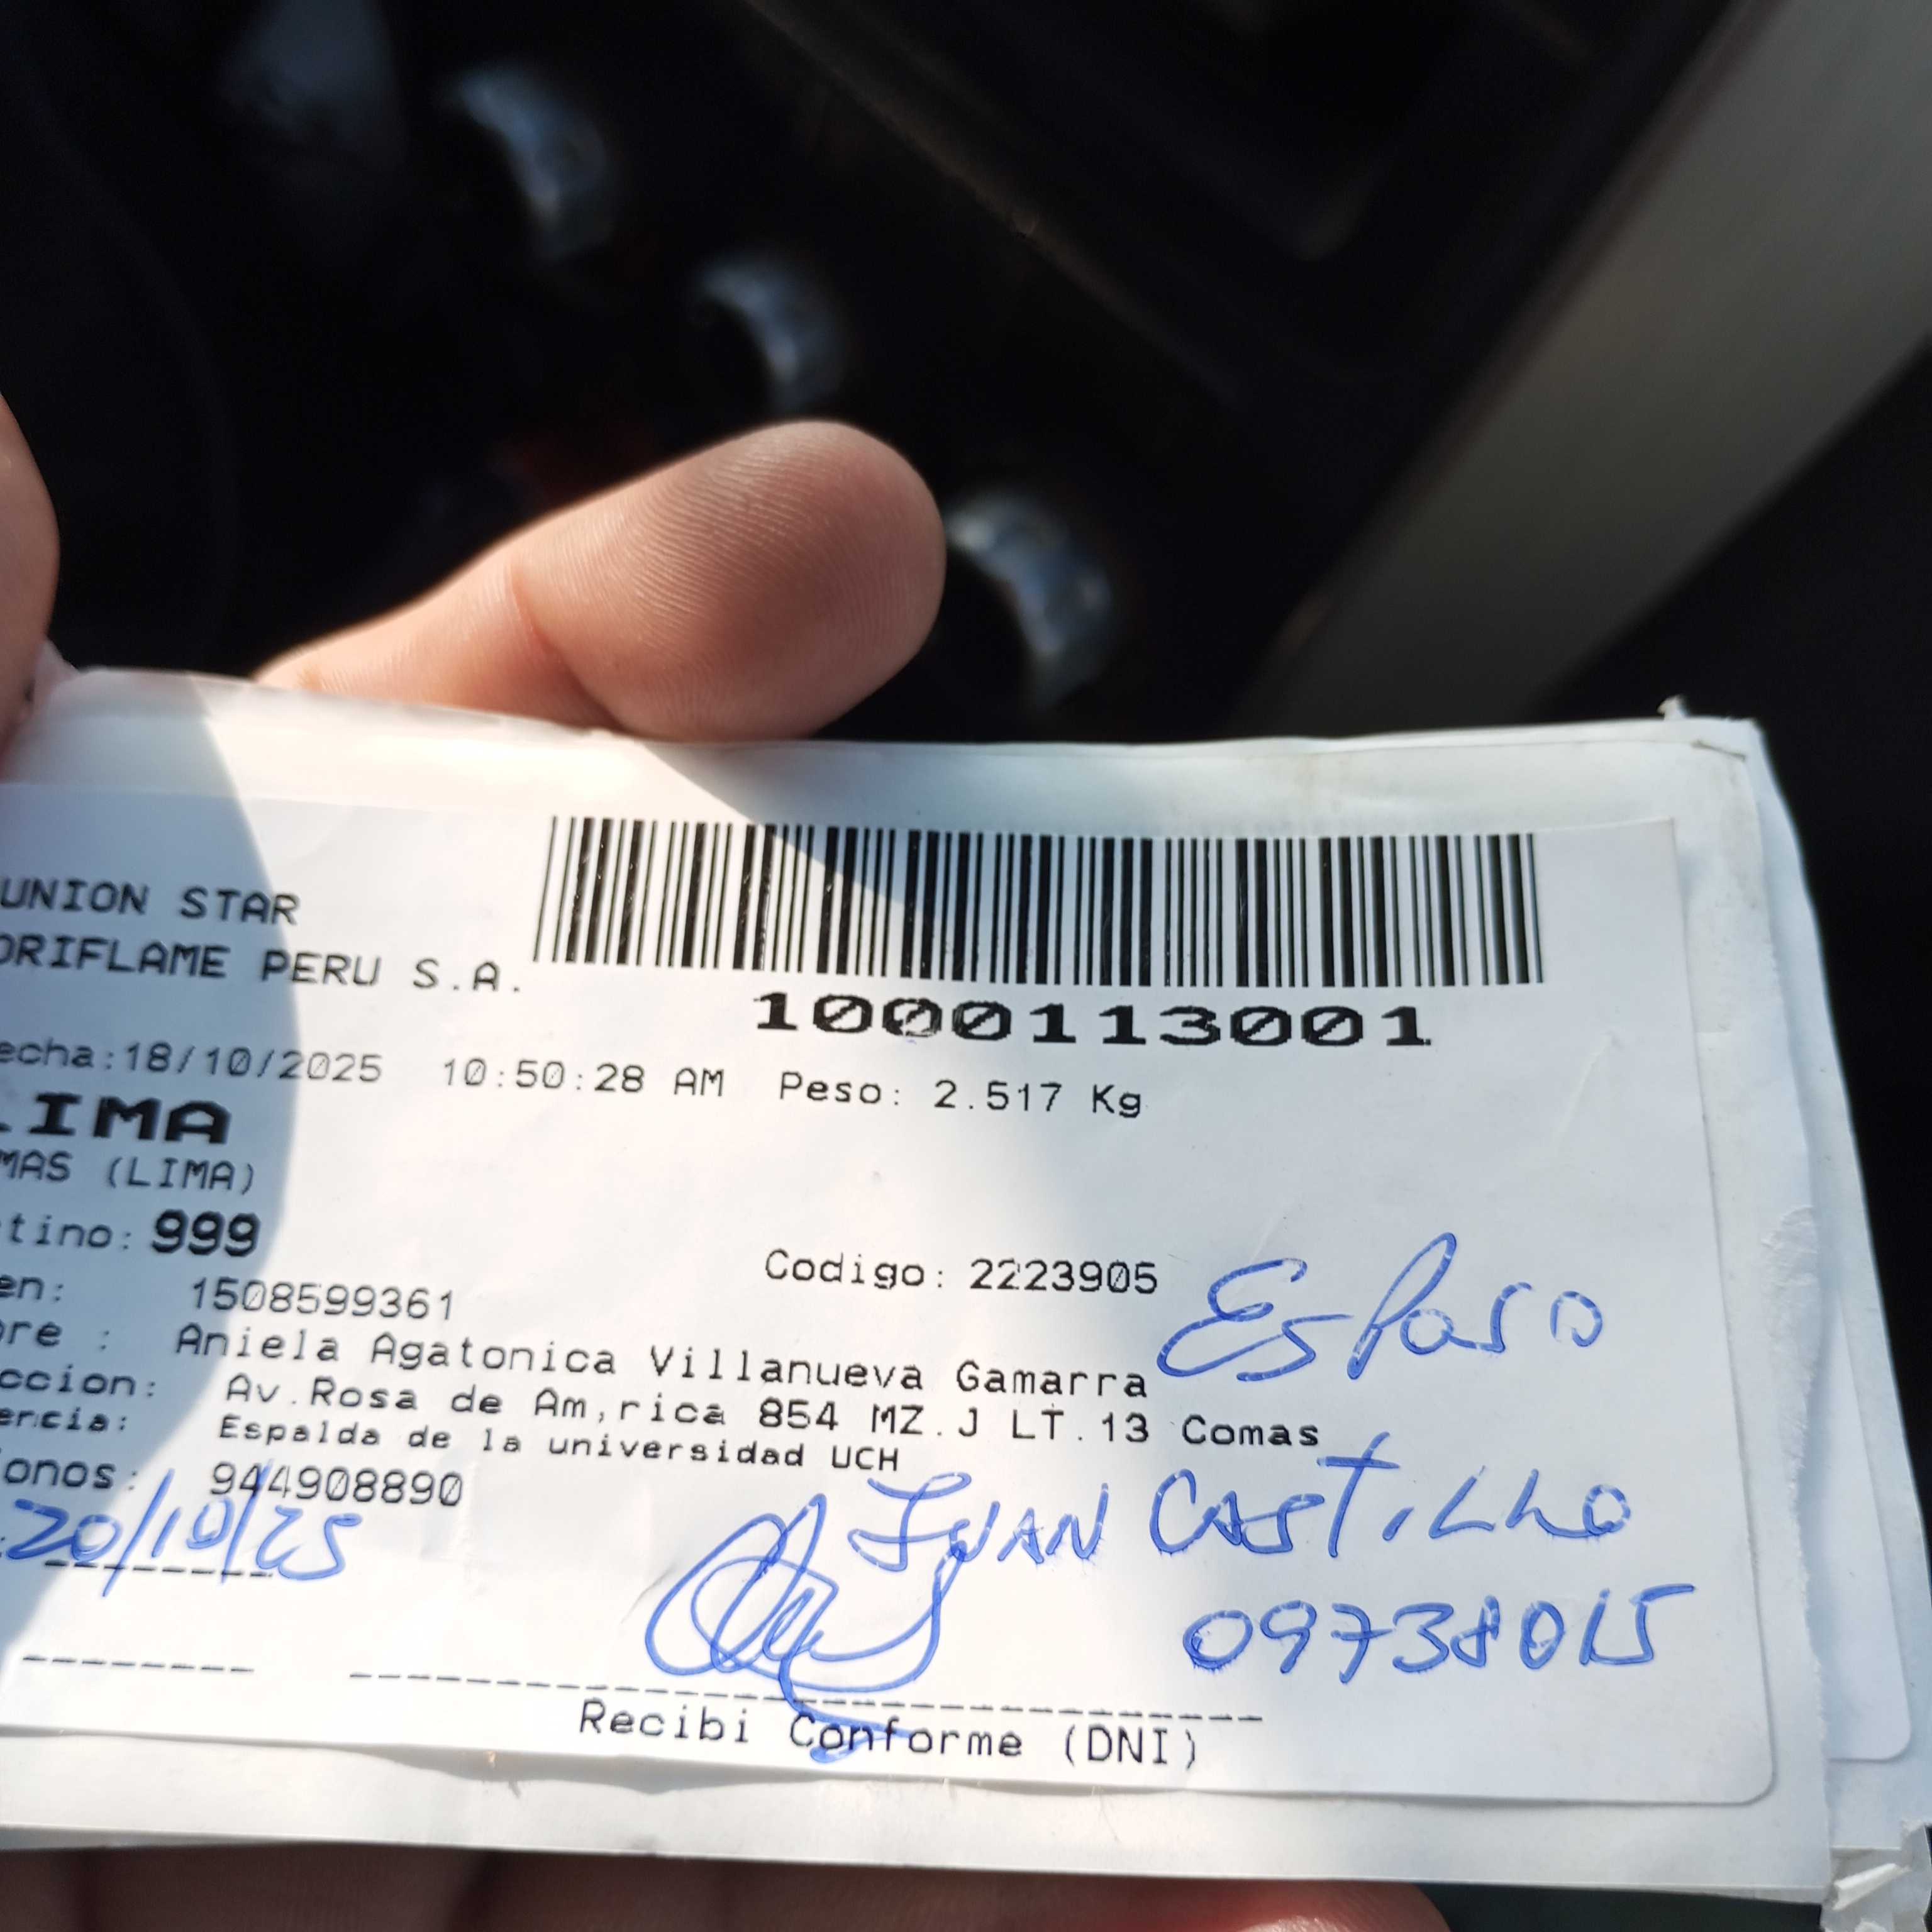 UNION STAR
ORIFLAME PERU S.A.
1000113001
echa:18/10/2025 10:50:28 AM Peso: 2.517 Kg
LIMA
MAS (LIMA)
tino: 999
Codigo: 2223905
en: 1508599361
Esposo
bre : Aniela Agatonica Villanueva Gamarra
ccion: Av.Rosa de Am,rica 854 MZ.J LT.13 Comas
encia: Espalda de la universidad UCH
onos: 944908890
JUAN CASTILLO
20/10/25
09738015
Recibi Conforme (DNI)